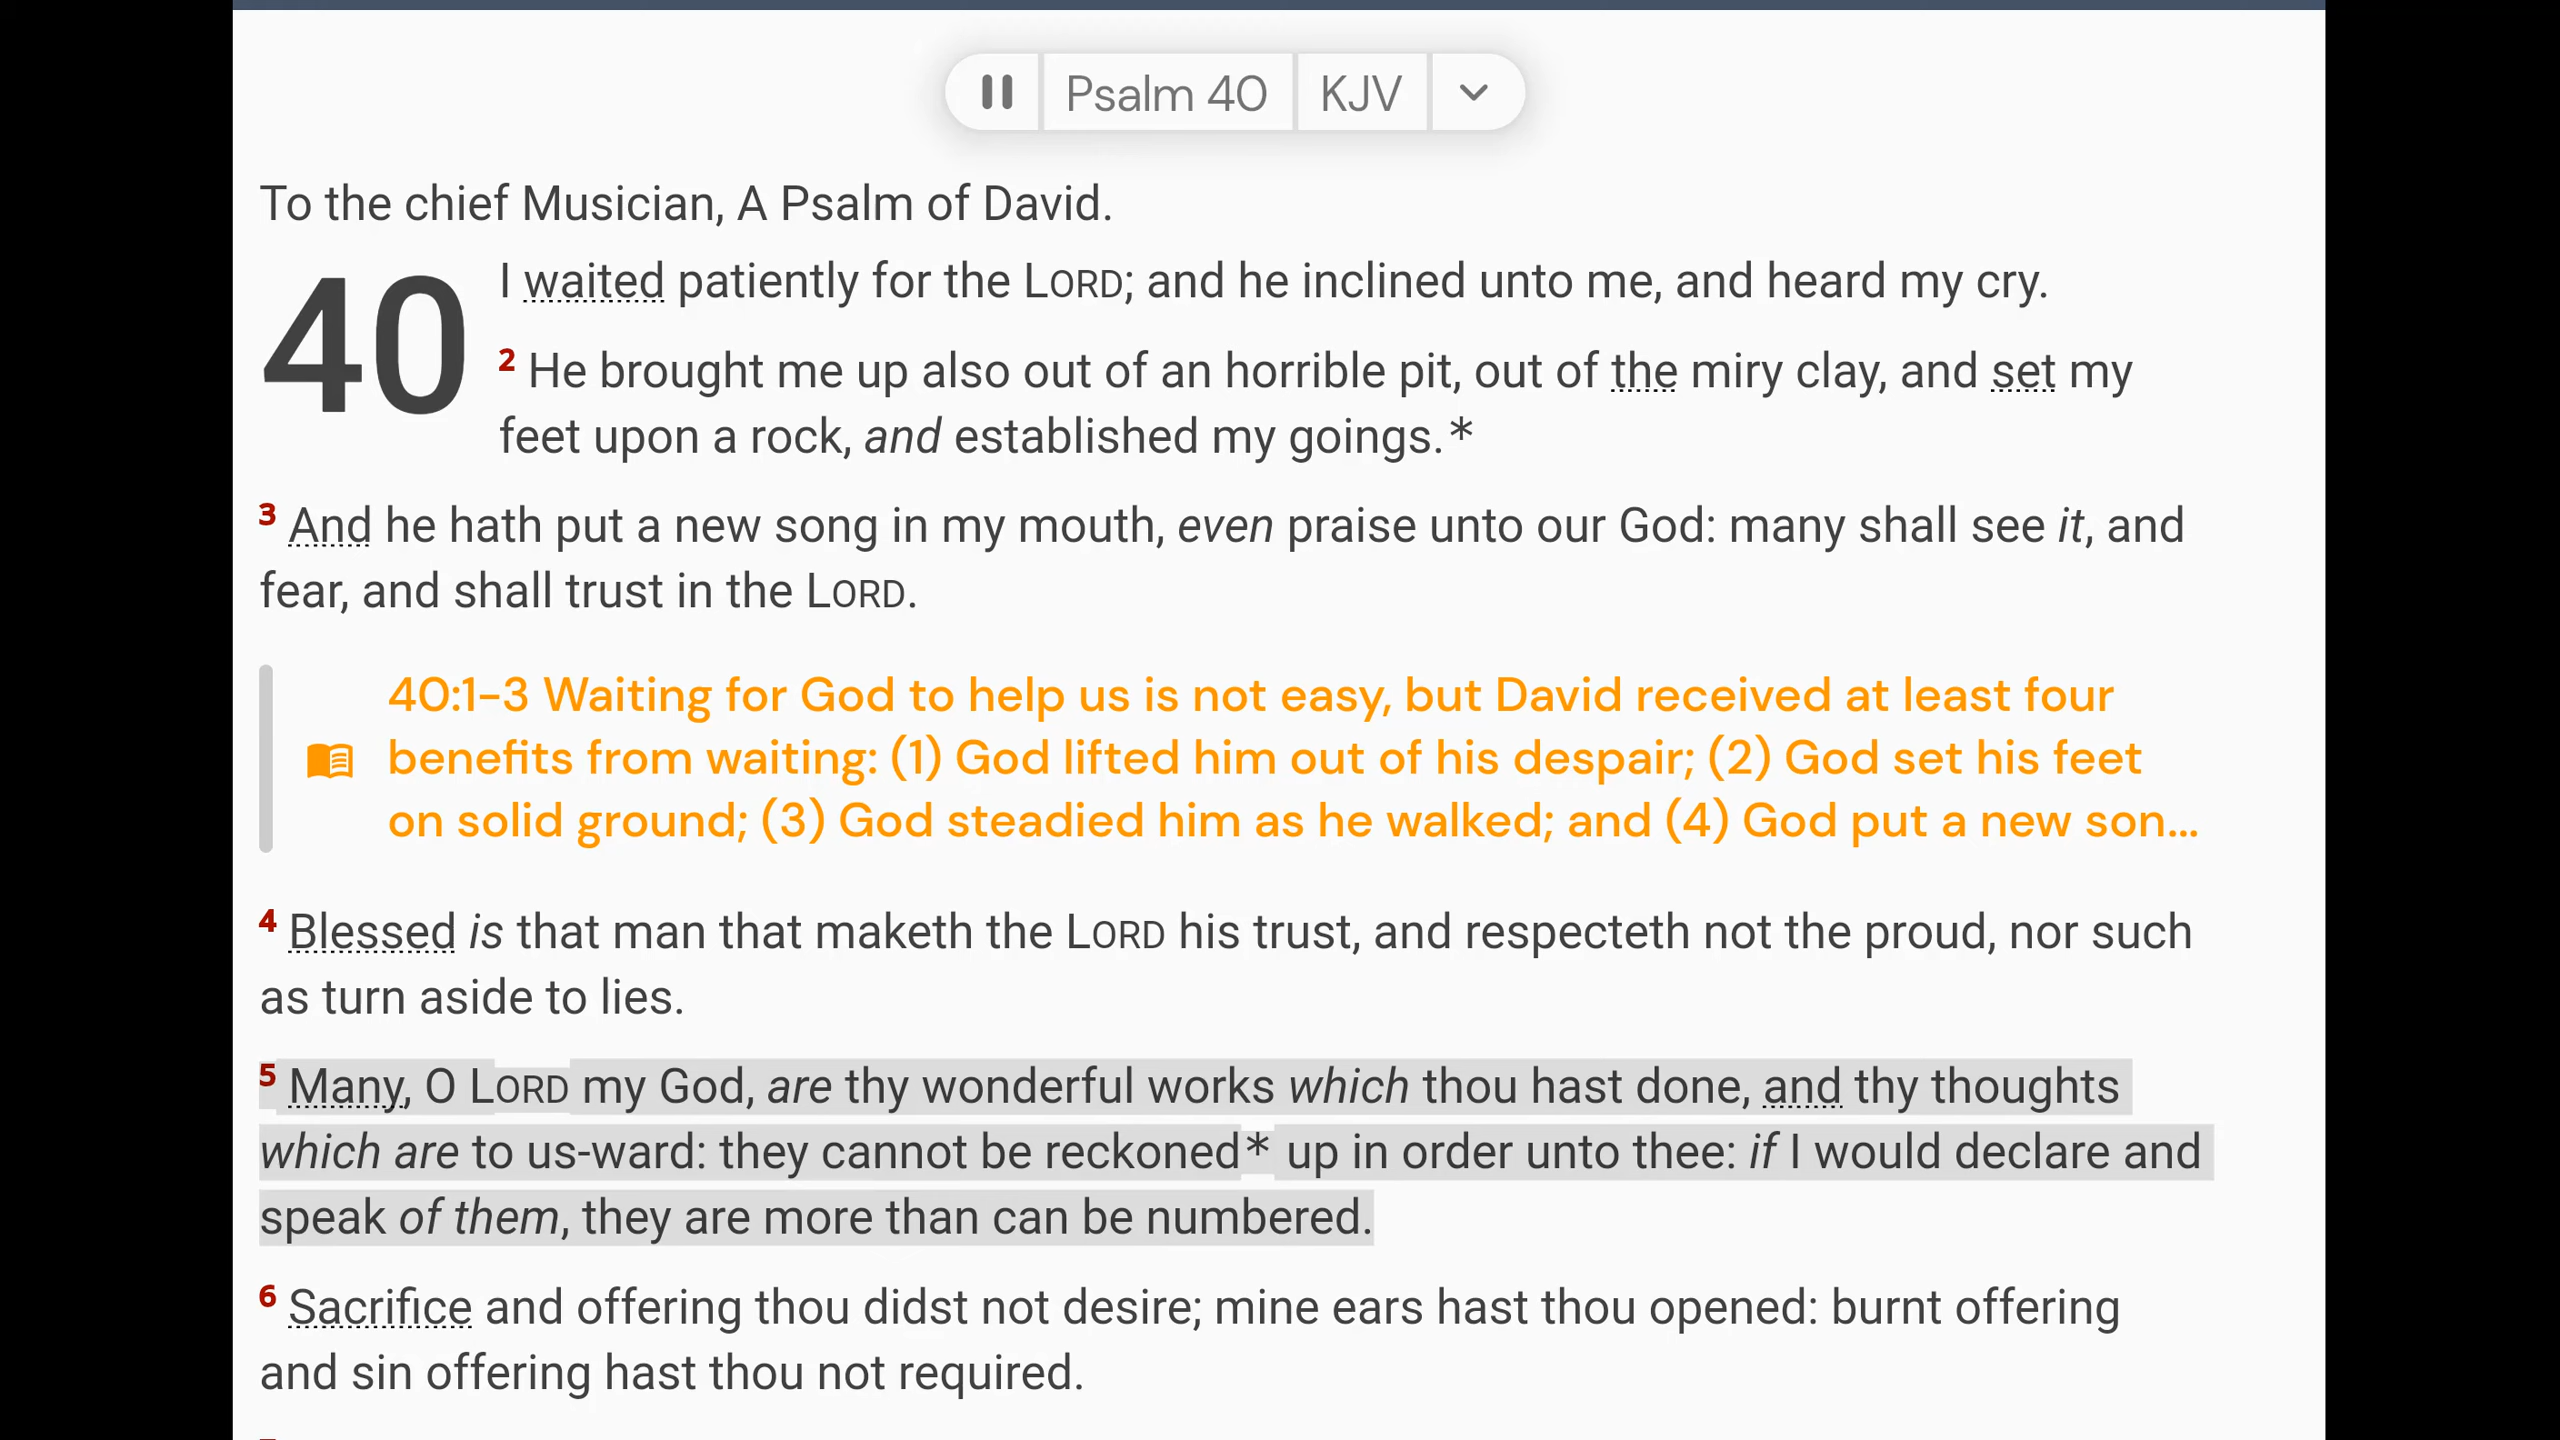 Psalm 40 KJV
To the chief Musician, A Psalm of David.
40
I waited patiently for the LORD; and he inclined unto me, and heard my cry.
2 He brought me up also out of an horrible pit, out of the miry clay, and set my
feet upon a rock, and established my goings.*
3 And he hath put a new song in my mouth, even praise unto our God: many shall see it, and
fear, and shall trust in the LORD.
40:1-3 Waiting for God to help us is not easy, but David received at least four
benefits from waiting: (1) God lifted him out of his despair; (2) God set his feet
on solid ground; (3) God steadied him as he walked; and (4) God put a new son...
4 Blessed is that man that maketh the LORD his trust, and respecteth not the proud, nor such
as turn aside to lies.
5 Many, O LORD my God, are thy wonderful works which thou hast done, and thy thoughts
which are to us-ward: they cannot be reckoned* up in order unto thee: if I would declare and
speak of them, they are more than can be numbered.
6 Sacrifice and offering thou didst not desire; mine ears hast thou opened: burnt offering
and sin offering hast thou not required.